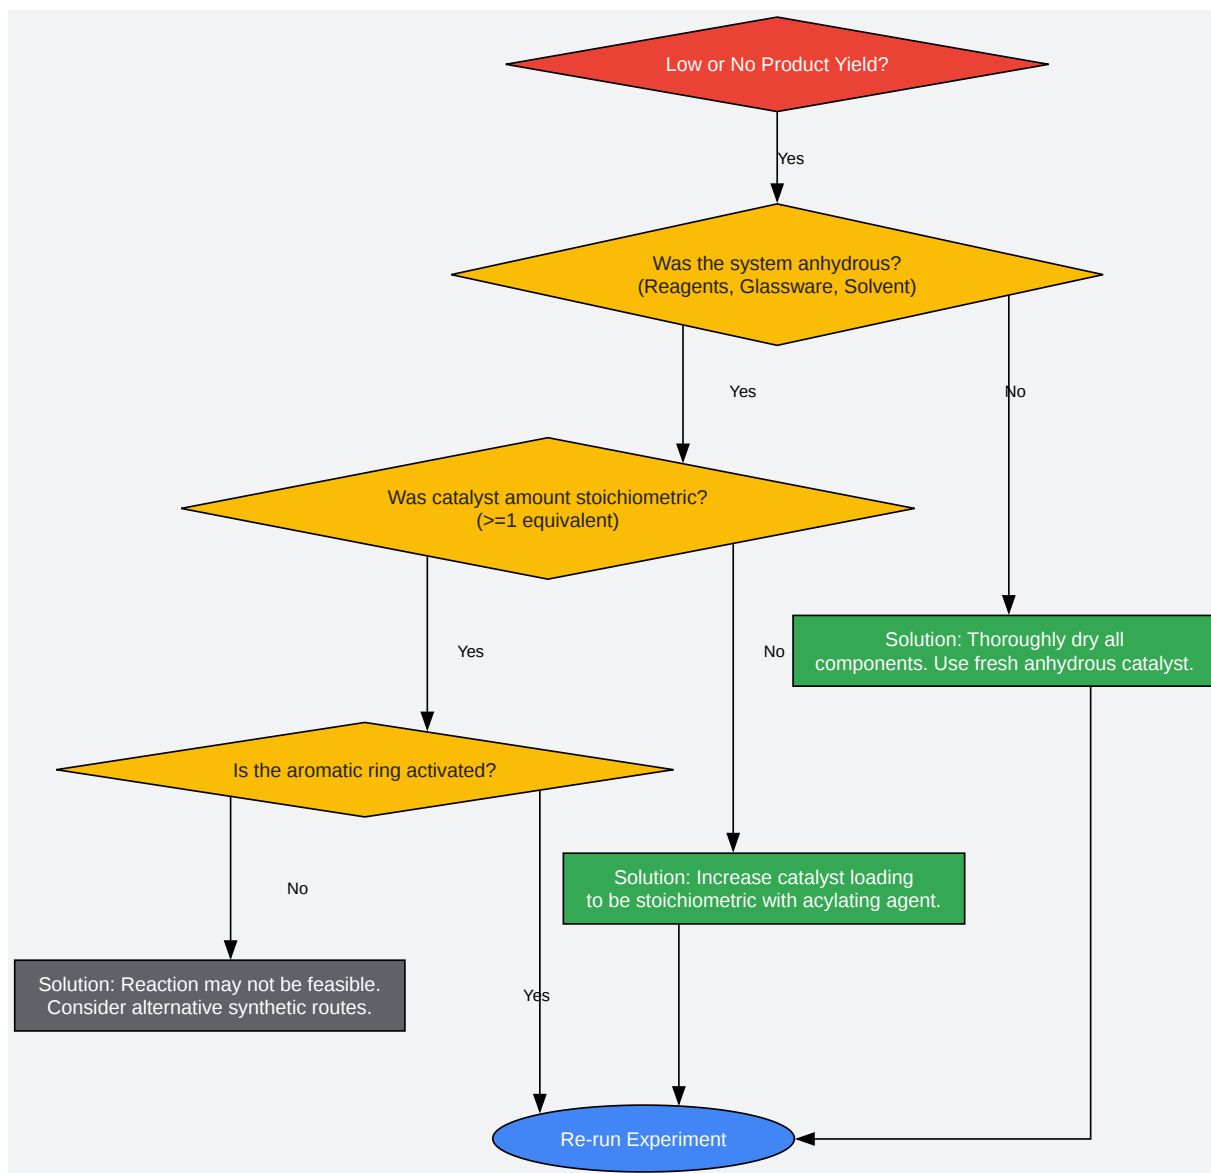 Low or No Product Yield?
Yes
Was the system anhydrous?
(Reagents, Glassware, Solvent)
Yes
No
Was catalyst amount stoichiometric?
(>=1 equivalent)
Yes
No
Solution: Thoroughly dry all
components. Use fresh anhydrous catalyst.
Is the aromatic ring activated?
No
Yes
Solution: Increase catalyst loading
to be stoichiometric with acylating agent.
Solution: Reaction may not be feasible.
Consider alternative synthetic routes.
Re-run Experiment